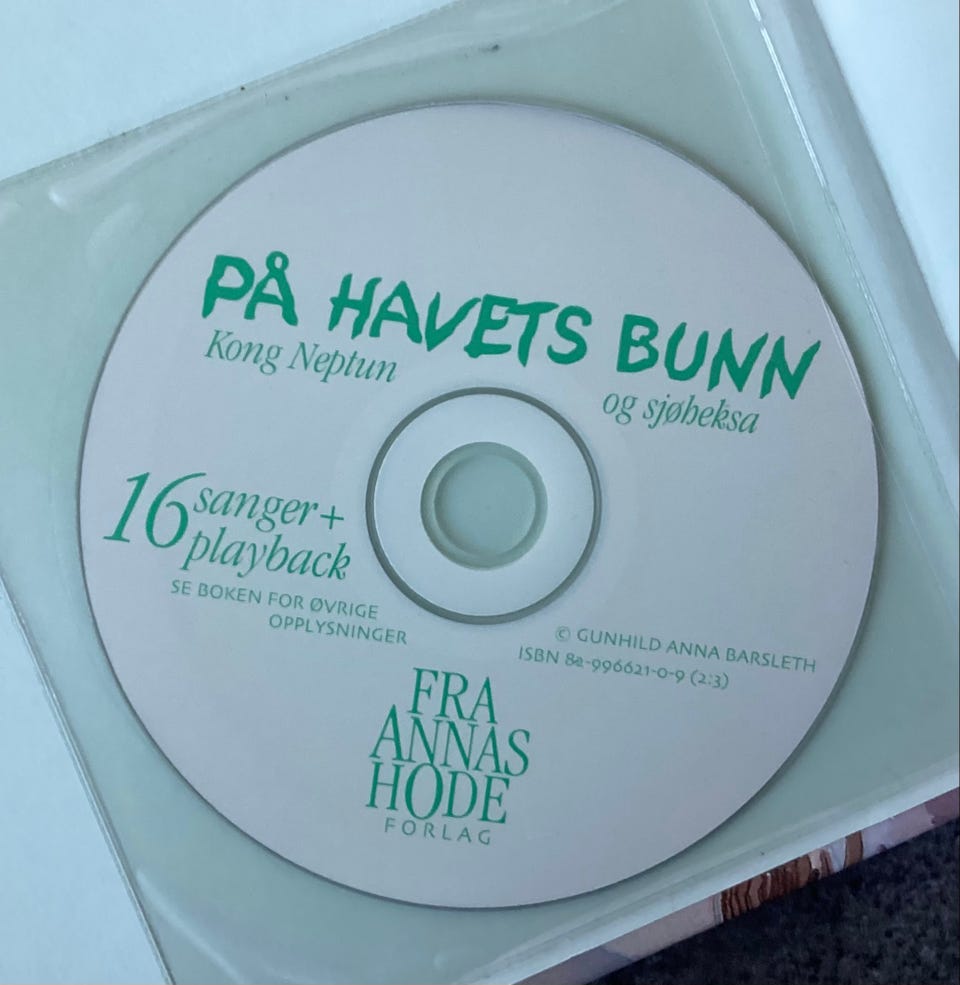 PÅ HAVETS BUNN
Kong Neptun
og sjøheksa
16 sanger+
playback
SE BOKEN FOR ØVRIGE
OPPLYSNINGER
© GUNHILD ANNA BARSLETH
ISBN 82-996621-0-9 (2:3)
FRA
ANNAS
HODE
FORLAG